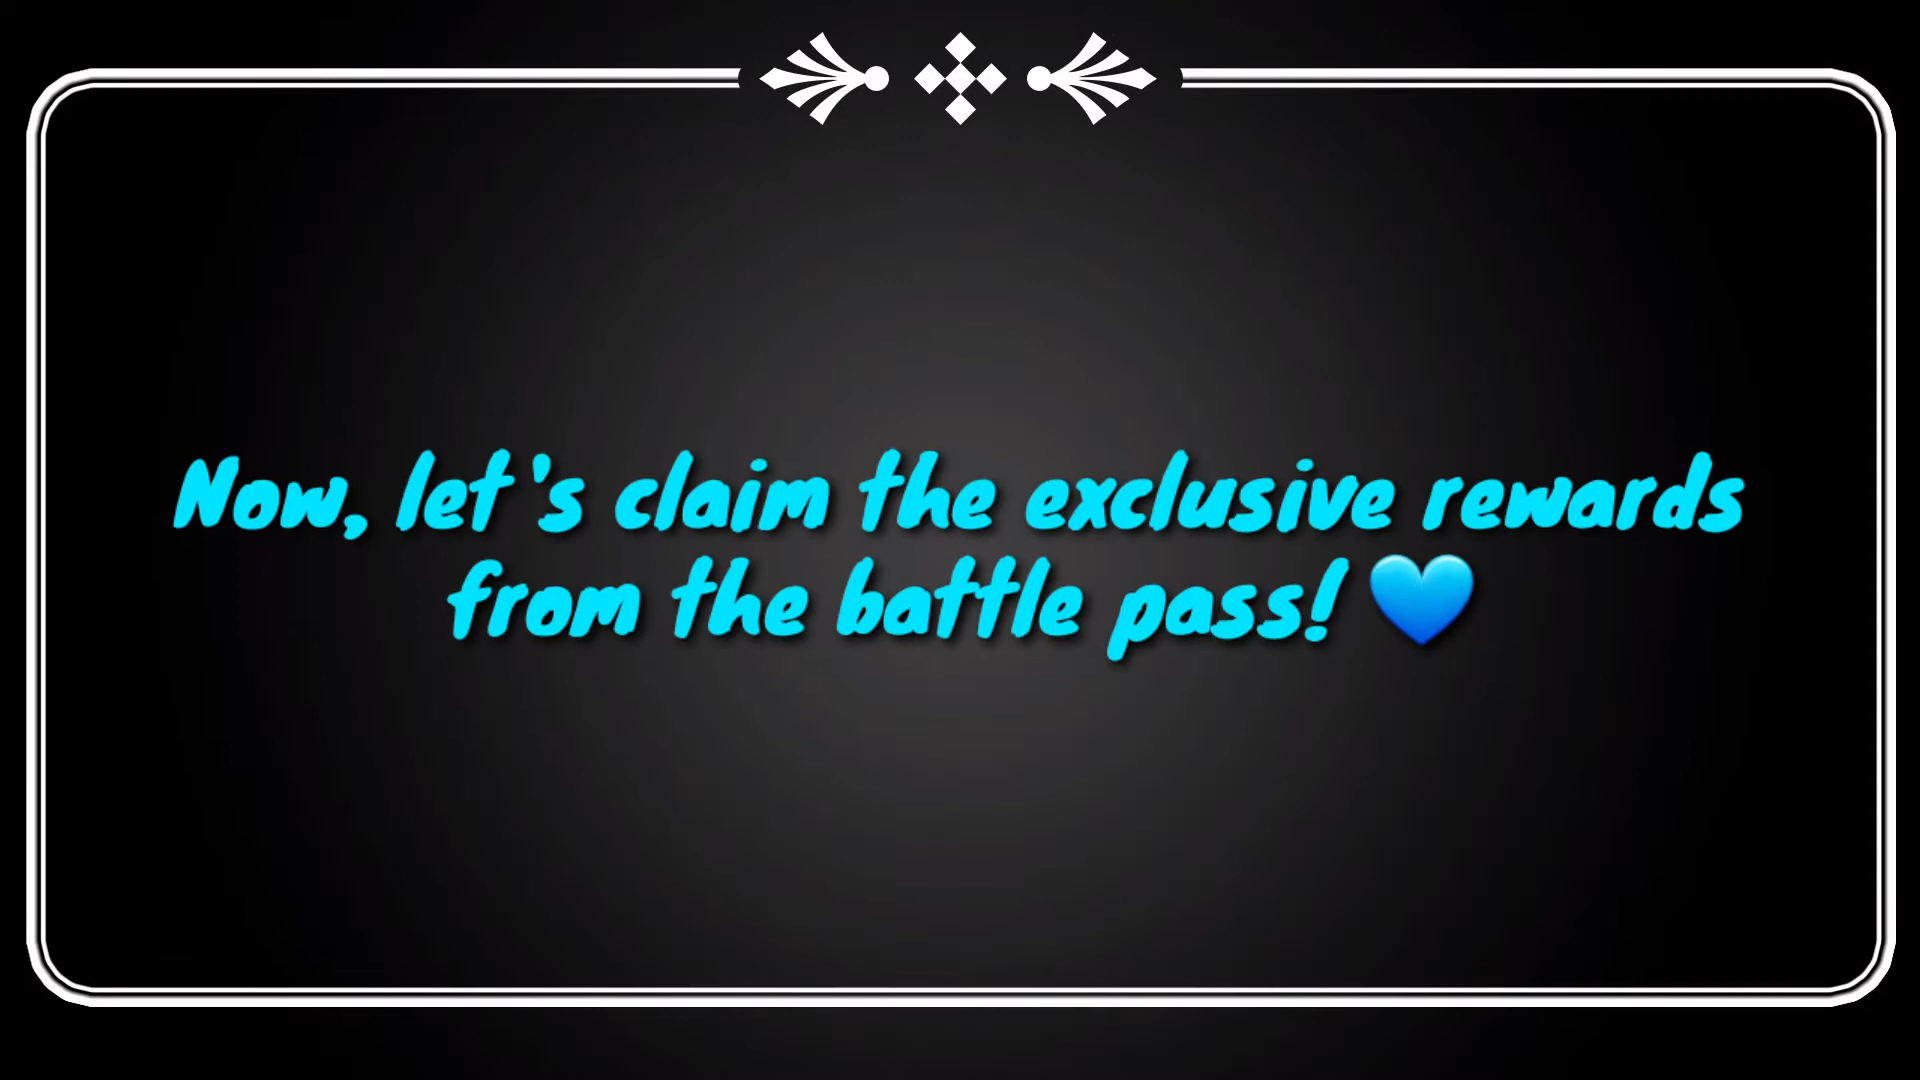 Now, let's claim the exclusive rewards
from the battle pass! 💙